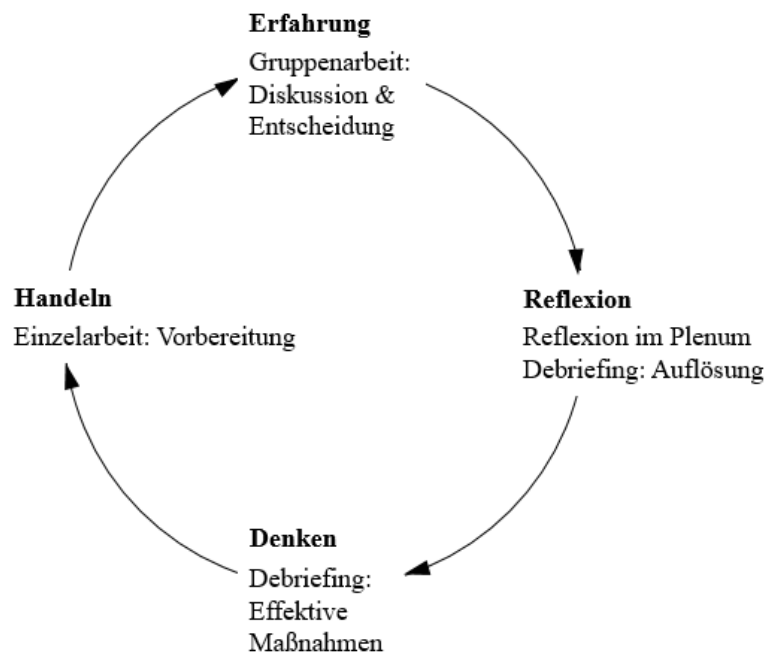 Erfahrung
Gruppenarbeit:
Diskussion &
Entscheidung
Reflexion
Reflexion im Plenum
Debriefing: Auflösung
Denken
Debriefing:
Effektive
Maßnahmen
Handeln
Einzelarbeit: Vorbereitung